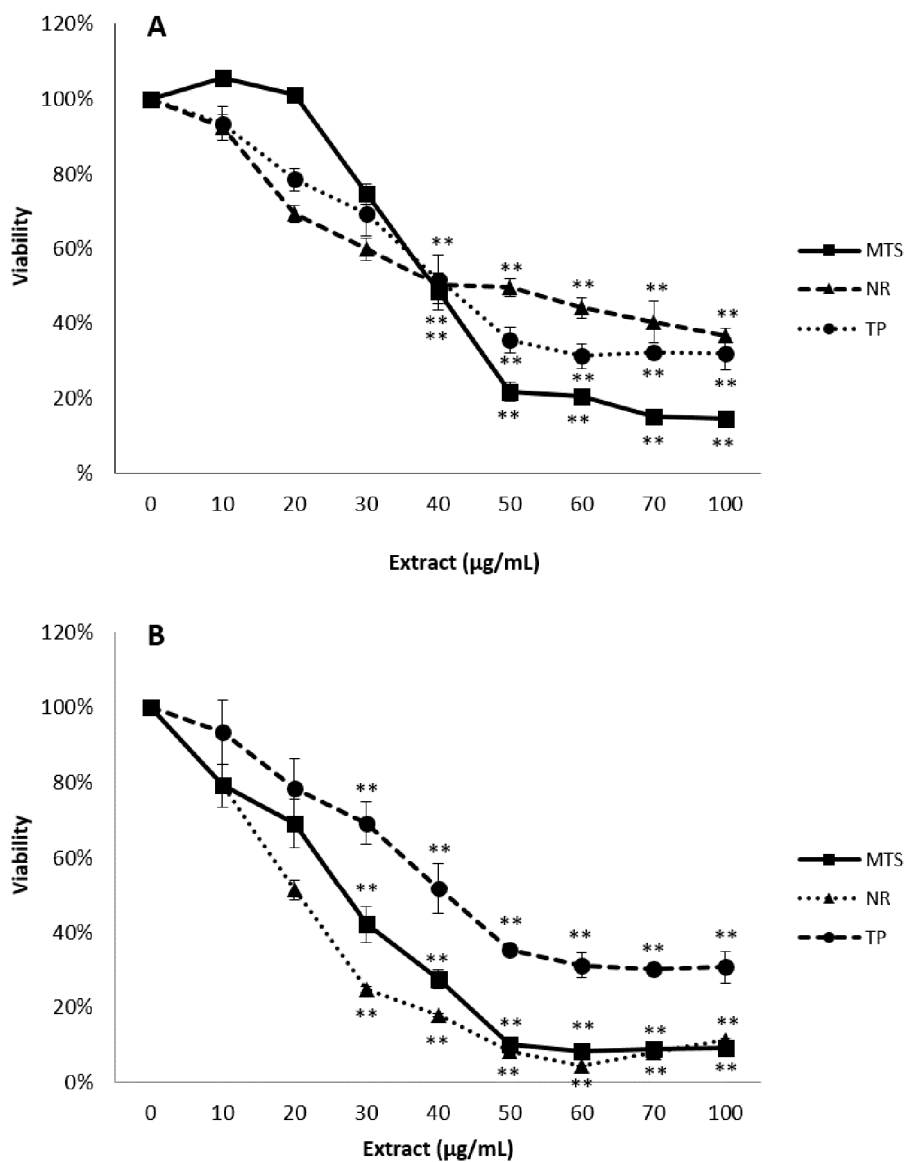 120%
A
100%
80%
60%
40%
20%
%
Viability
** ** ** ** **
**
** ** ** ** **
** ** ** **
0 10 20 30 40 50 60 70 100
Extract (µg/mL)
MTS
NR
TP
120%
B
100%
80%
60%
40%
20%
0%
Viability
** ** ** ** ** **
** ** ** ** ** **
** ** ** ** ** **
0 10 20 30 40 50 60 70 100
Extract (µg/mL)
MTS
NR
TP